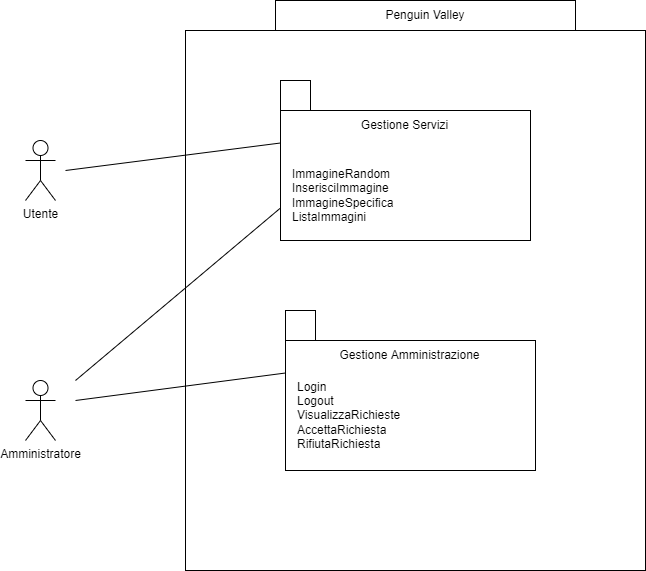 Penguin Valley
Gestione Servizi
ImmagineRandom
InserisciImmagine
ImmagineSpecifica
ListaImmagini
Utente
Gestione Amministrazione
Login
Logout
VisualizzaRichieste
AccettaRichiesta
RifiutaRichiesta
Amministratore